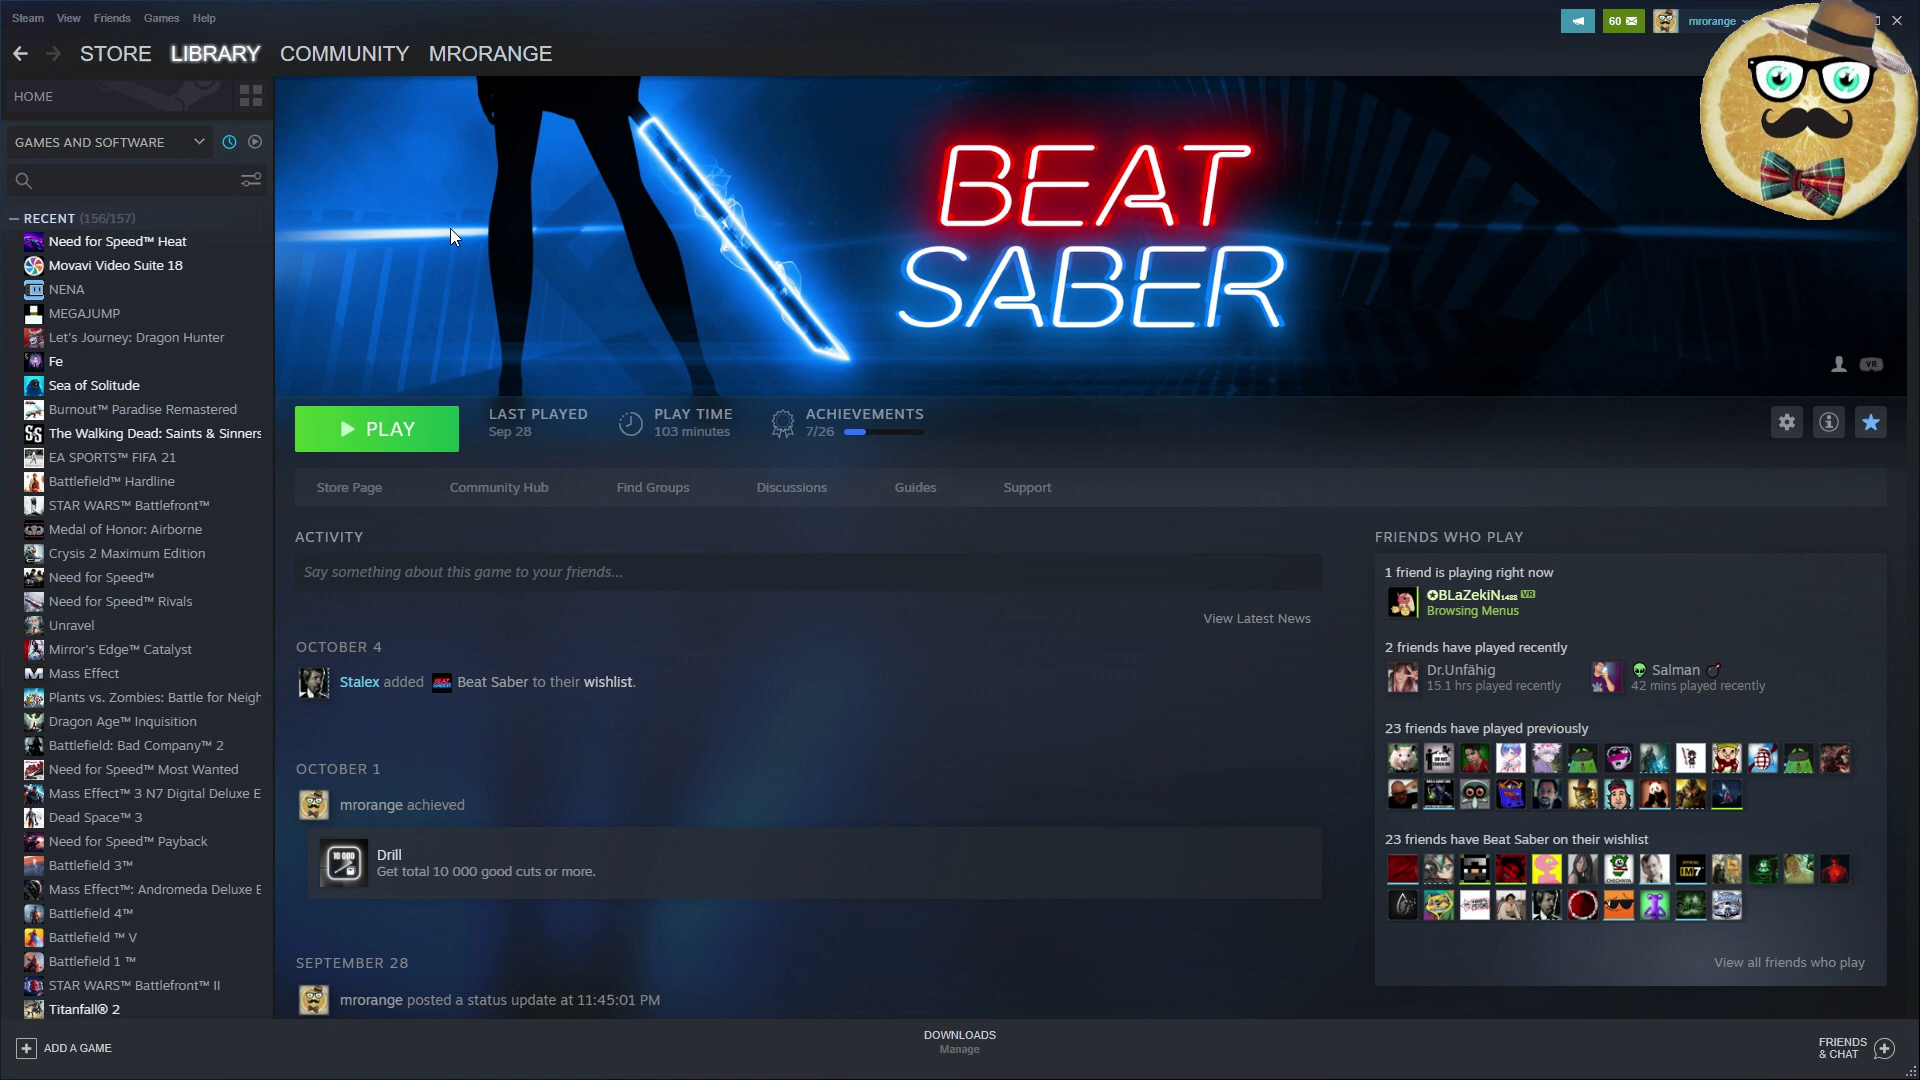 Steam View Friends Games Help
60
mrorange
STORE LIBRARY COMMUNITY MRORANGE
HOME
GAMES AND SOFTWARE
RECENT (156/157)
Need for Speed™ Heat
Movavi Video Suite 18
NENA
MEGAJUMP
Let's Journey: Dragon Hunter
Fe
Sea of Solitude
Burnout™ Paradise Remastered
The Walking Dead: Saints & Sinners
EA SPORTS™ FIFA 21
Battlefield™ Hardline
STAR WARS™ Battlefront™
Medal of Honor: Airborne
Crysis 2 Maximum Edition
Need for Speed™
Need for Speed™ Rivals
Unravel
Mirror's Edge™ Catalyst
Mass Effect
Plants vs. Zombies: Battle for Neigh
Dragon Age™ Inquisition
Battlefield: Bad Company™ 2
Need for Speed™ Most Wanted
Mass Effect™ 3 N7 Digital Deluxe E
Dead Space™ 3
Need for Speed™ Payback
Battlefield 3™
Mass Effect™: Andromeda Deluxe E
Battlefield 4™
Battlefield ™ V
Battlefield 1 ™
STAR WARS™ Battlefront™ II
Titanfall® 2
ADD A GAME
BEAT
SABER
VR
PLAY
LAST PLAYED
Sep 28
PLAY TIME
103 minutes
ACHIEVEMENTS
7/26
Store Page Community Hub Find Groups Discussions Guides Support
ACTIVITY
Say something about this game to your friends...
View Latest News
OCTOBER 4
Stalex added Beat Saber to their wishlist.
OCTOBER 1
mrorange achieved
10 000
Drill
Get total 10 000 good cuts or more.
SEPTEMBER 28
mrorange posted a status update at 11:45:01 PM
FRIENDS WHO PLAY
1 friend is playing right now
✪BLaZekiN₁₄₈₈ VR
Browsing Menus
2 friends have played recently
Dr.Unfähig
15.1 hrs played recently
👽 Salman 💣
42 mins played recently
23 friends have played previously
23 friends have Beat Saber on their wishlist
View all friends who play
DOWNLOADS
Manage
FRIENDS
& CHAT